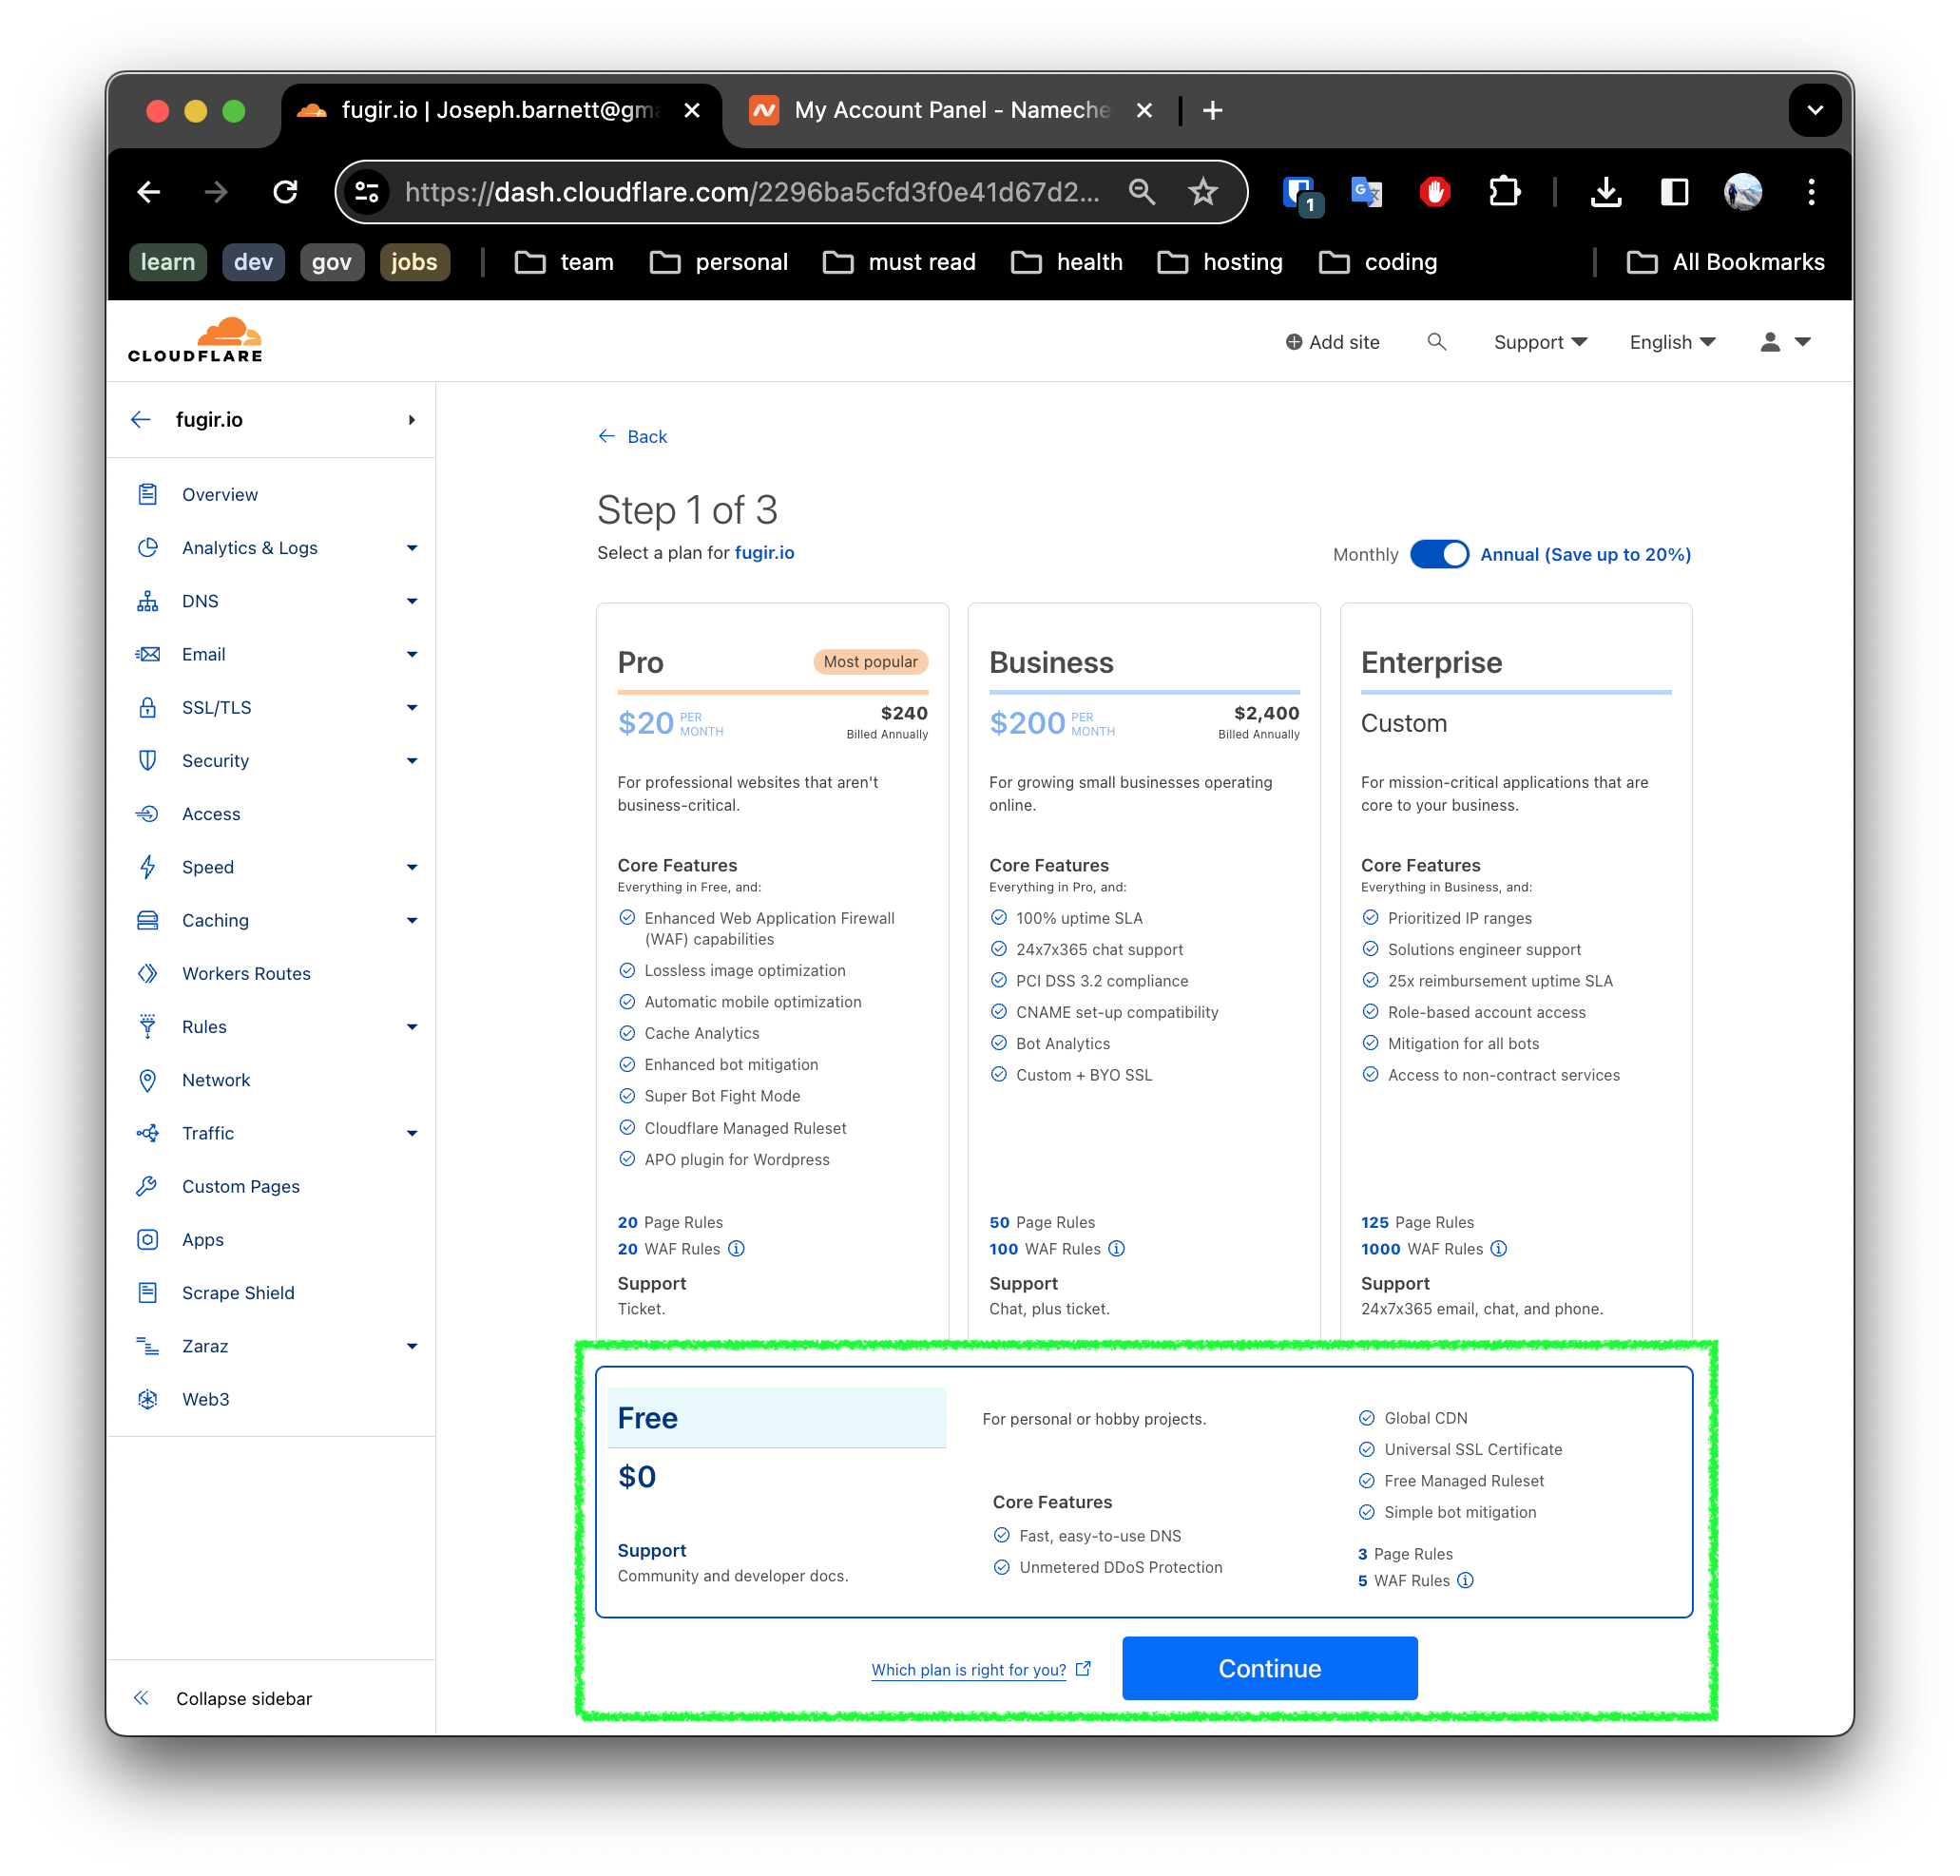 fugir.io | Joseph.barnett@gma
My Account Panel - Nameche
https://dash.cloudflare.com/2296ba5cfd3f0e41d67d2...
1
learn
dev
gov
jobs
team
personal
must read
health
hosting
coding
All Bookmarks
CLOUDFLARE
Add site
Support
English
fugir.io
Overview
Analytics & Logs
DNS
Email
SSL/TLS
Security
Access
Speed
Caching
Workers Routes
Rules
Network
Traffic
Custom Pages
Apps
Scrape Shield
Zaraz
Web3
Collapse sidebar
Back
Step 1 of 3
Select a plan for fugir.io
Monthly
Annual (Save up to 20%)
Pro
Most popular
$20 PER MONTH
$240
Billed Annually
For professional websites that aren't
business-critical.
Core Features
Everything in Free, and:
Enhanced Web Application Firewall
(WAF) capabilities
Lossless image optimization
Automatic mobile optimization
Cache Analytics
Enhanced bot mitigation
Super Bot Fight Mode
Cloudflare Managed Ruleset
APO plugin for Wordpress
20 Page Rules
20 WAF Rules
Support
Ticket.
Business
$200 PER MONTH
$2,400
Billed Annually
For growing small businesses operating
online.
Core Features
Everything in Pro, and:
100% uptime SLA
24x7x365 chat support
PCI DSS 3.2 compliance
CNAME set-up compatibility
Bot Analytics
Custom + BYO SSL
50 Page Rules
100 WAF Rules
Support
Chat, plus ticket.
Enterprise
Custom
For mission-critical applications that are
core to your business.
Core Features
Everything in Business, and:
Prioritized IP ranges
Solutions engineer support
25x reimbursement uptime SLA
Role-based account access
Mitigation for all bots
Access to non-contract services
125 Page Rules
1000 WAF Rules
Support
24x7x365 email, chat, and phone.
Free
$0
Support
Community and developer docs.
For personal or hobby projects.
Core Features
Fast, easy-to-use DNS
Unmetered DDoS Protection
Global CDN
Universal SSL Certificate
Free Managed Ruleset
Simple bot mitigation
3 Page Rules
5 WAF Rules
Which plan is right for you?
Continue